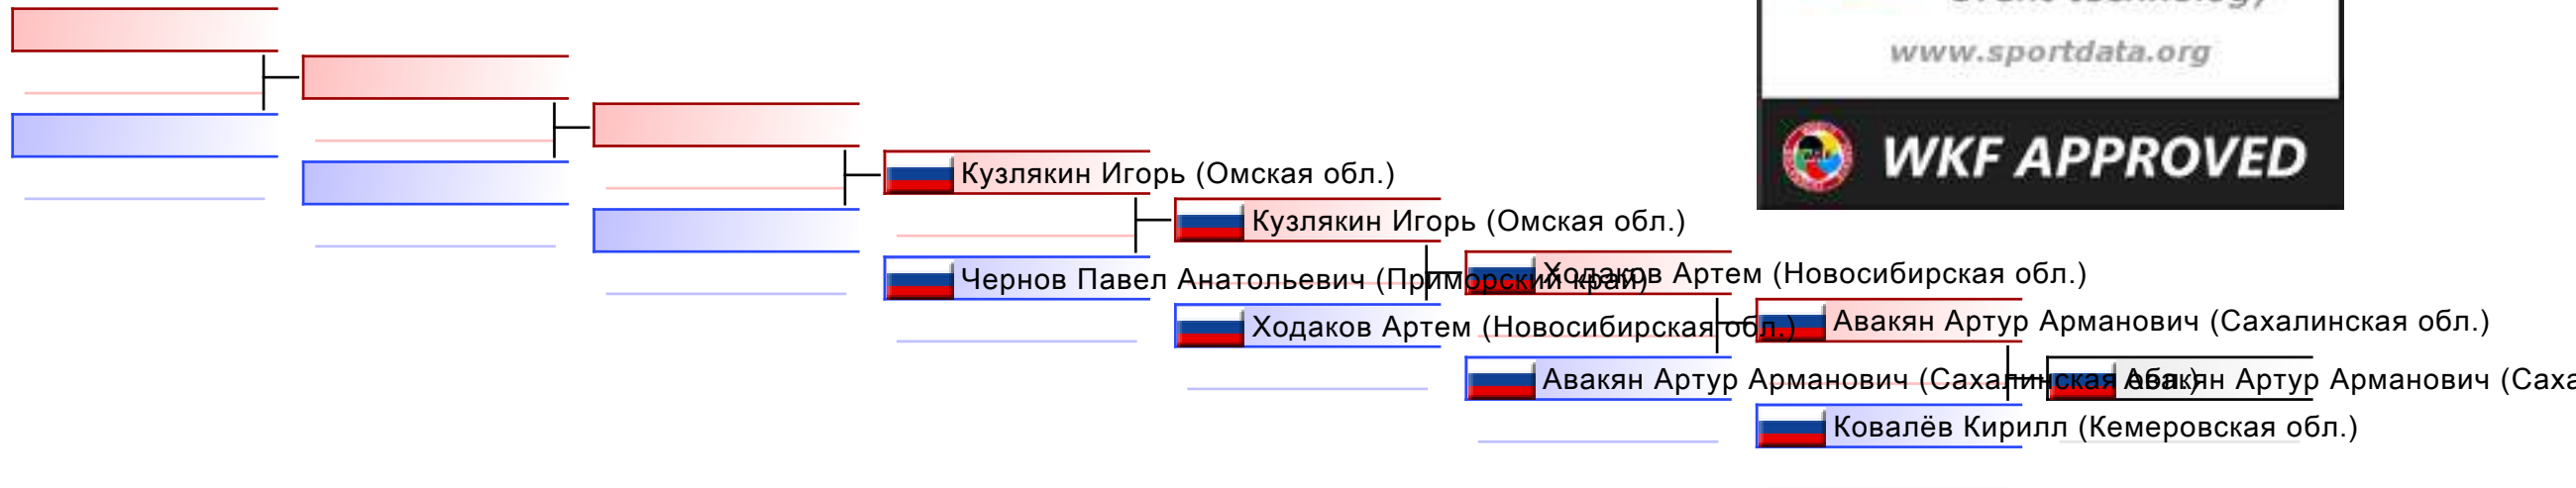 www.sportdata.org
WKF APPROVED
Кузлякин Игорь (Омская обл.)
Кузлякин Игорь (Омская обл.)
Чернов Павел Анатольевич (Приморский край)
Ходаков Артем (Новосибирская обл.)
Ходаков Артем (Новосибирская обл.)
Авакян Артур Арманович (Сахалинская обл.)
Авакян Артур Арманович (Сахалинская обл.)
Авакян Артур Арманович (Саха
Ковалёв Кирилл (Кемеровская обл.)